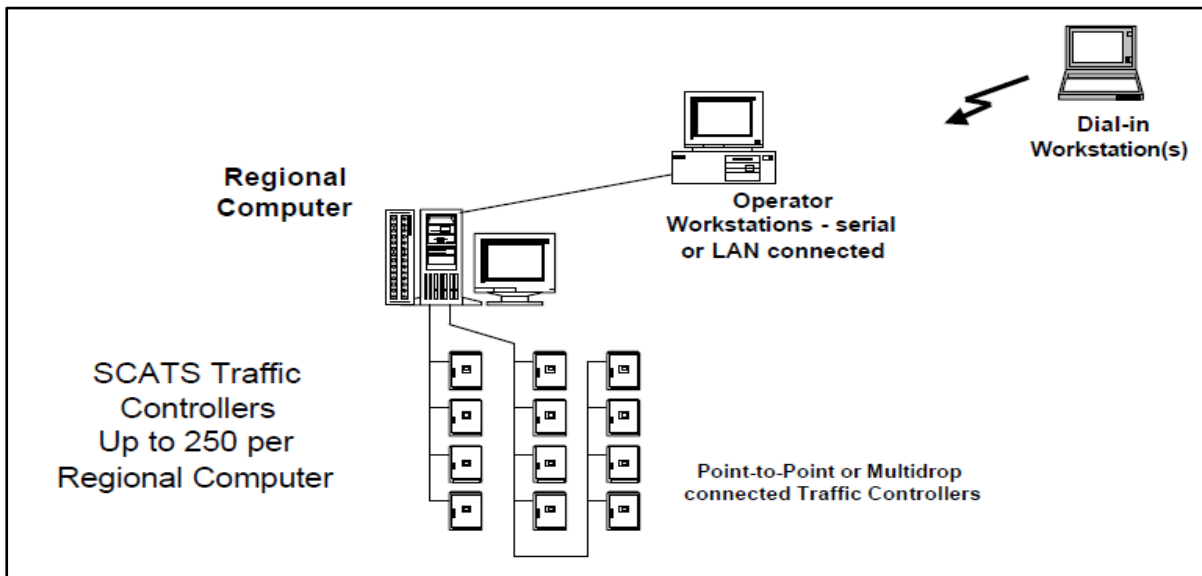 Dial-in
Workstation(s)
Regional
Computer
Operator
Workstations - serial
or LAN connected
SCATS Traffic
Controllers
Up to 250 per
Regional Computer
Point-to-Point or Multidrop
connected Traffic Controllers